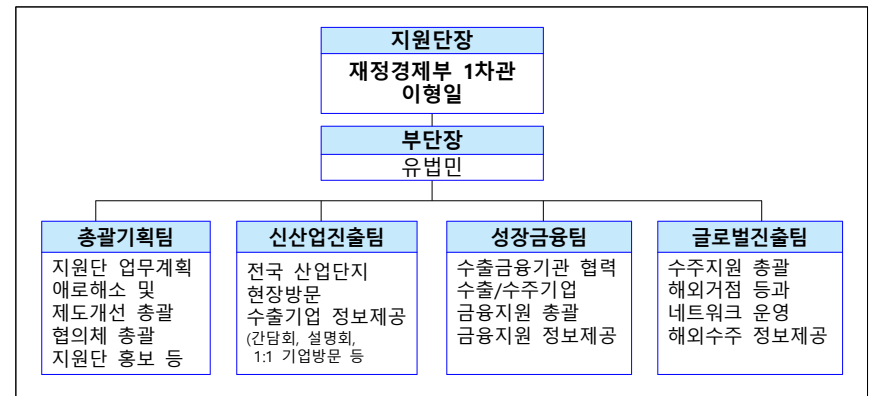 지원단장
재정경제부 1차관
이형일
부단장
유법민
총괄기획팀
지원단 업무계획
애로해소 및
제도개선 총괄
협의체 총괄
지원단 홍보 등
신산업진출팀
전국 산업단지
현장방문
수출기업 정보제공
(간담회, 설명회,
1:1 기업방문 등
성장금융팀
수출금융기관 협력
수출/수주기업
금융지원 총괄
금융지원 정보제공
글로벌진출팀
수주지원 총괄
해외거점 등과
네트워크 운영
해외수주 정보제공